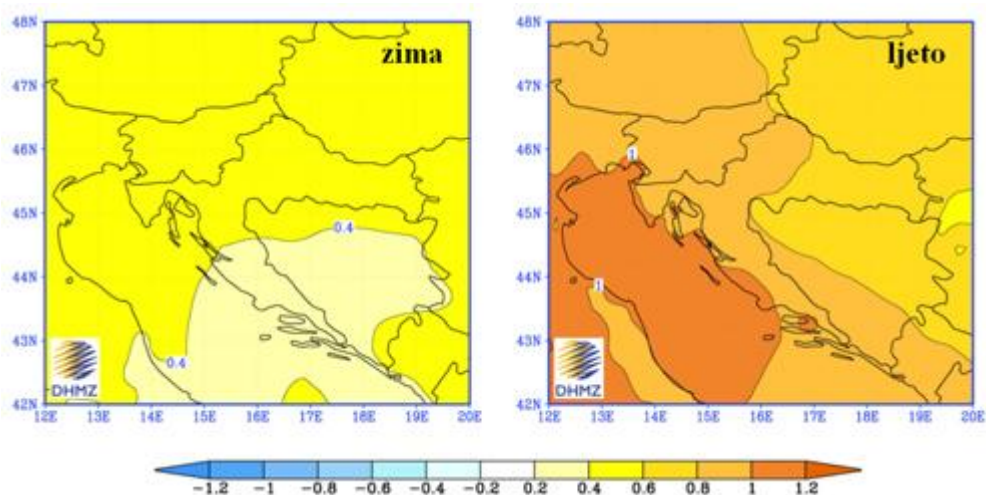 zima
ljeto
48N
47N
46N
45N
44N
43N
42N
12E 13E 14E 15E 16E 17E 18E 19E 20E
0.4
0.4
DHMZ
48N
47N
46N
45N
44N
43N
42N
12E 13E 14E 15E 16E 17E 18E 19E 20E
1
1
DHMZ
-1.2 -1 -0.8 -0.6 -0.4 -0.2 0.2 0.4 0.6 0.8 1 1.2